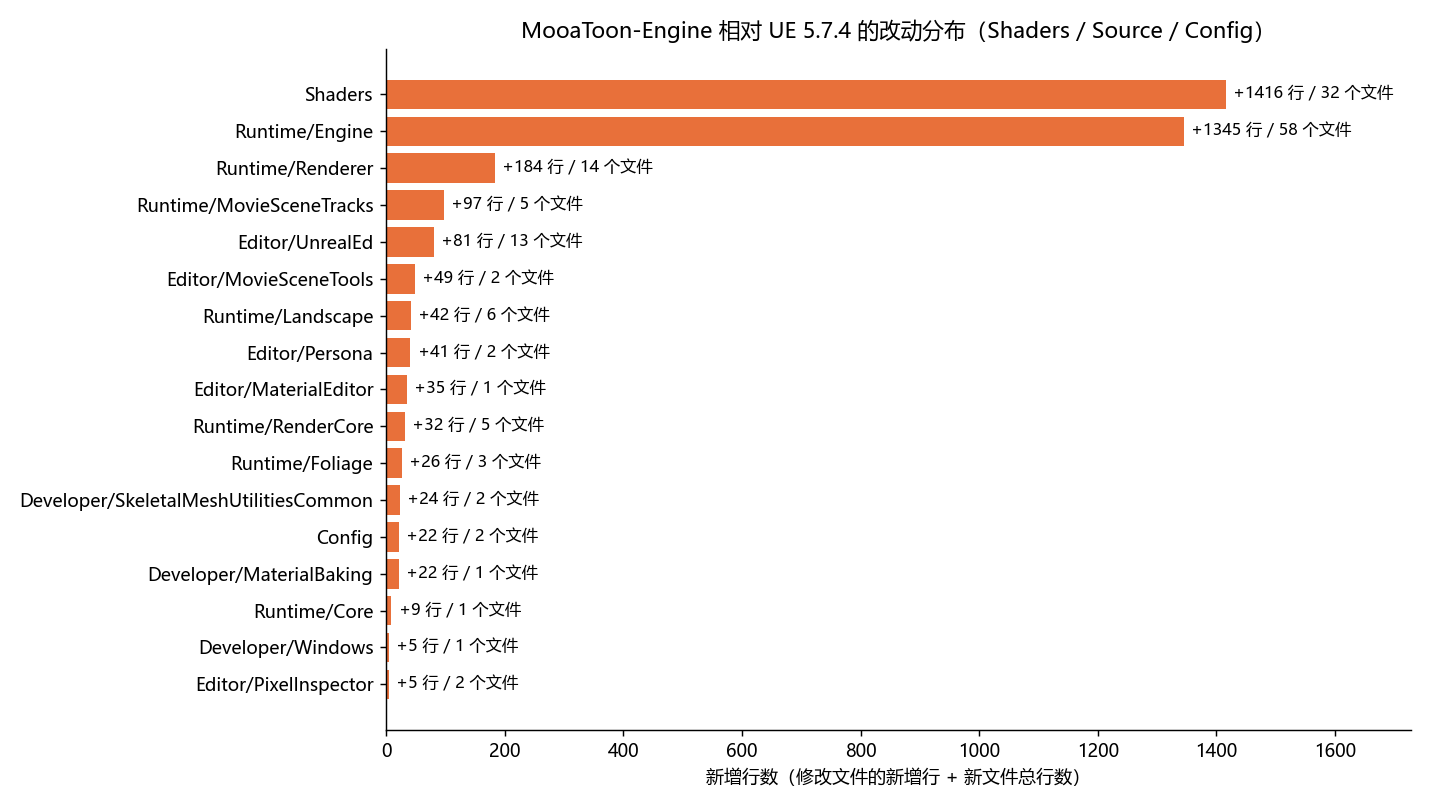 MooaToon-Engine 相对 UE 5.7.4 的改动分布（Shaders / Source / Config）
Shaders +1416 行 / 32 个文件
Runtime/Engine +1345 行 / 58 个文件
Runtime/Renderer +184 行 / 14 个文件
Runtime/MovieSceneTracks +97 行 / 5 个文件
Editor/UnrealEd +81 行 / 13 个文件
Editor/MovieSceneTools +49 行 / 2 个文件
Runtime/Landscape +42 行 / 6 个文件
Editor/Persona +41 行 / 2 个文件
Editor/MaterialEditor +35 行 / 1 个文件
Runtime/RenderCore +32 行 / 5 个文件
Runtime/Foliage +26 行 / 3 个文件
Developer/SkeletalMeshUtilitiesCommon +24 行 / 2 个文件
Config +22 行 / 2 个文件
Developer/MaterialBaking +22 行 / 1 个文件
Runtime/Core +9 行 / 1 个文件
Developer/Windows +5 行 / 1 个文件
Editor/PixelInspector +5 行 / 2 个文件
0 200 400 600 800 1000 1200 1400 1600
新增行数（修改文件的新增行 + 新文件总行数）